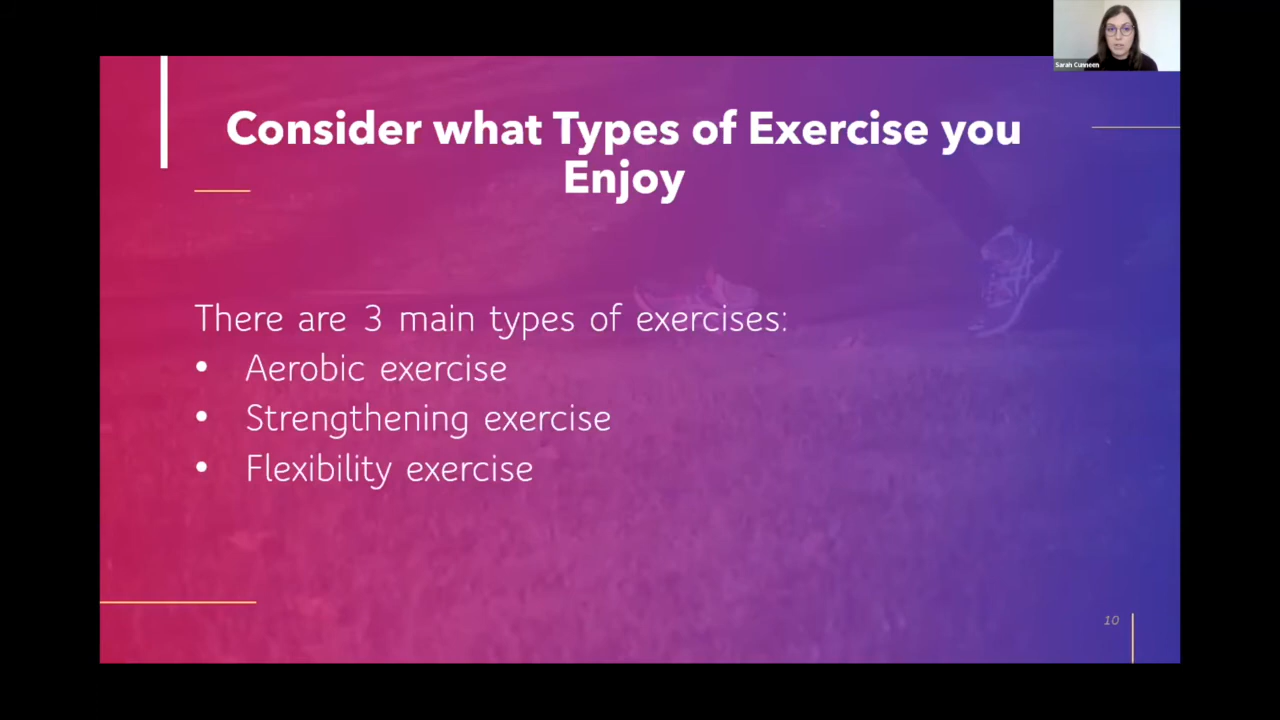 Sarah Cunneen
Consider what Types of Exercise you
Enjoy
There are 3 main types of exercises:
• Aerobic exercise
• Strengthening exercise
• Flexibility exercise
10